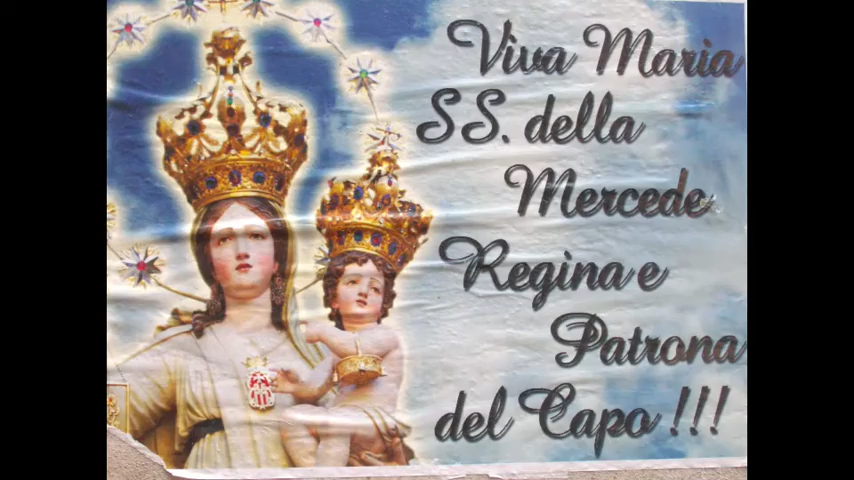 Viva Maria
SS. della
Mercede
Regina e
Patrona
del Capo !!!